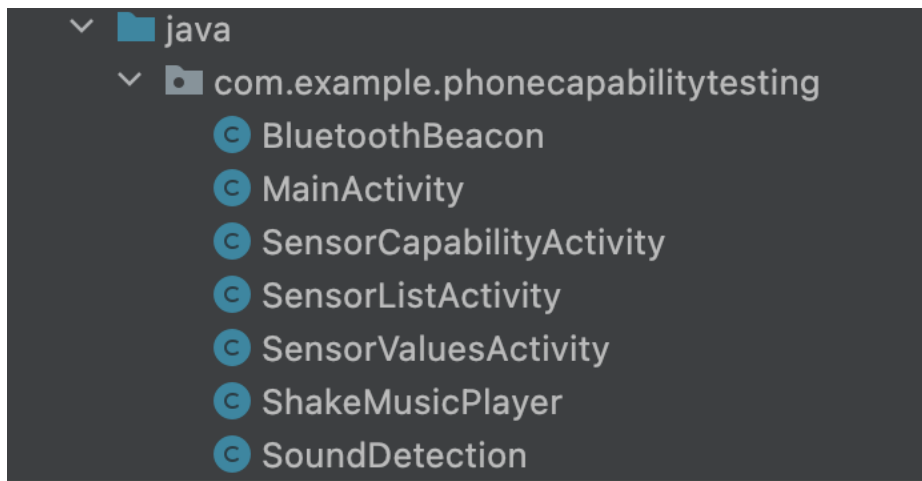 java
com.example.phonecapabilitytesting
C BluetoothBeacon
C MainActivity
C SensorCapabilityActivity
C SensorListActivity
C SensorValuesActivity
C ShakeMusicPlayer
C SoundDetection